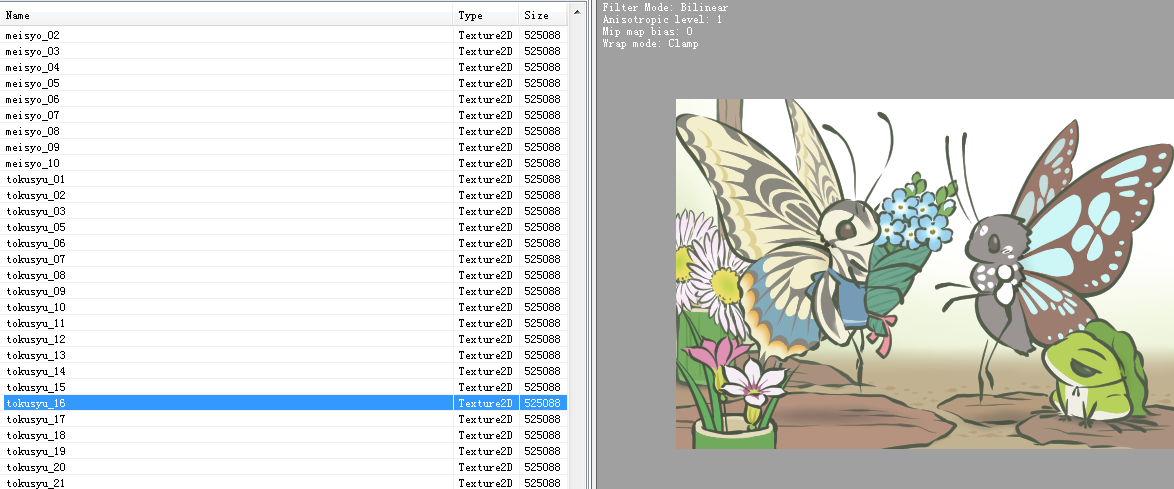 Name Type Size
meisyo_02 Texture2D 525088
meisyo_03 Texture2D 525088
meisyo_04 Texture2D 525088
meisyo_05 Texture2D 525088
meisyo_06 Texture2D 525088
meisyo_07 Texture2D 525088
meisyo_08 Texture2D 525088
meisyo_09 Texture2D 525088
meisyo_10 Texture2D 525088
tokusyu_01 Texture2D 525088
tokusyu_02 Texture2D 525088
tokusyu_03 Texture2D 525088
tokusyu_05 Texture2D 525088
tokusyu_06 Texture2D 525088
tokusyu_07 Texture2D 525088
tokusyu_08 Texture2D 525088
tokusyu_09 Texture2D 525088
tokusyu_10 Texture2D 525088
tokusyu_11 Texture2D 525088
tokusyu_12 Texture2D 525088
tokusyu_13 Texture2D 525088
tokusyu_14 Texture2D 525088
tokusyu_15 Texture2D 525088
tokusyu_16 Texture2D 525088
tokusyu_17 Texture2D 525088
tokusyu_18 Texture2D 525088
tokusyu_19 Texture2D 525088
tokusyu_20 Texture2D 525088
tokusyu_21 Texture2D 525088
Filter Mode: Bilinear
Anisotropic level: 1
Mip map bias: 0
Wrap mode: Clamp